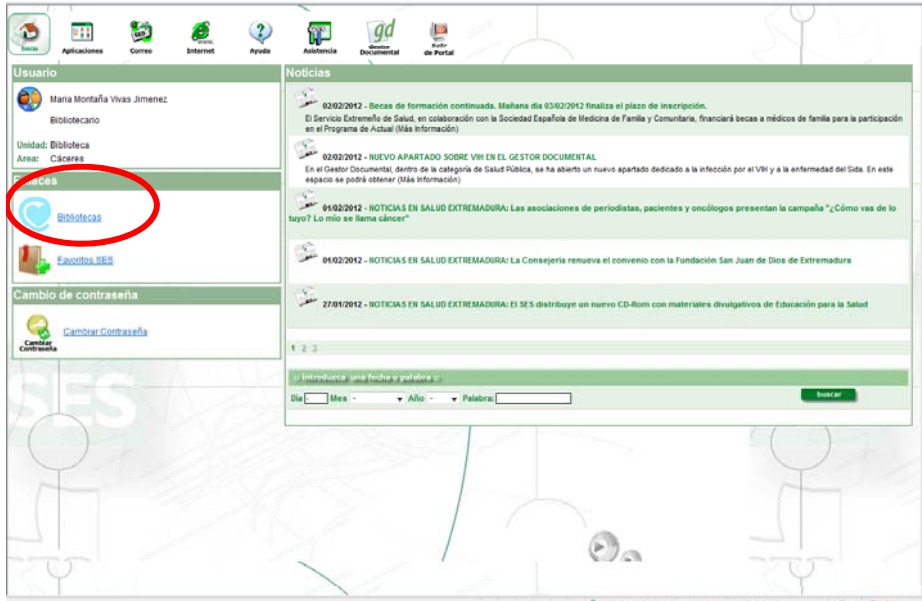 Inicio
Aplicaciones
Correo
Internet
Ayuda
Asistencia
gd
Gestor
Documental
Salir
de Portal
Usuario
Maria Montaña Vivas Jimenez
Bibliotecario
Unidad: Biblioteca
Area: Cáceres
Enlaces
Bibliotecas
Favoritos SES
Cambio de contraseña
Cambiar Contraseña
Cambiar
Contraseña
Noticias
02/02/2012 - Becas de formación continuada. Mañana dia 03/02/2012 finaliza el plazo de inscripción.
El Servicio Extremeño de Salud, en colaboración con la Sociedad Española de Medicina de Familia y Comunitaria, financiará becas a médicos de familia para la participación
en el Programa de Actual (Más Información)
02/02/2012 - NUEVO APARTADO SOBRE VIH EN EL GESTOR DOCUMENTAL
En el Gestor Documental, dentro de la categoría de Salud Pública, se ha abierto un nuevo apartado dedicado a la infección por el VIH y a la enfermedad del Sida. En este
espacio se podrá obtener (Más Información)
01/02/2012 - NOTICIAS EN SALUD EXTREMADURA: Las asociaciones de periodistas, pacientes y oncólogos presentan la campaña "¿Cómo vas de lo
tuyo? Lo mío se llama cáncer"
01/02/2012 - NOTICIAS EN SALUD EXTREMADURA: La Consejería renueva el convenio con la Fundación San Juan de Dios de Extremadura
27/01/2012 - NOTICIAS EN SALUD EXTREMADURA: El SES distribuye un nuevo CD-Rom con materiales divulgativos de Educación para la Salud
1 2 3
:: Introduzca una fecha y palabra ::
Día - Mes - Año - Palabra:
buscar
SES